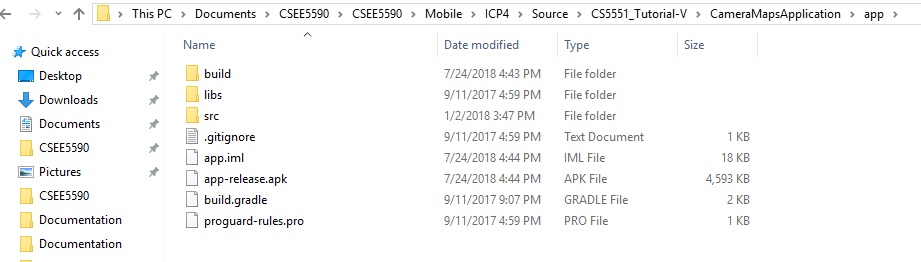 This PC > Documents > CSEE5590 > CSEE5590 > Mobile > ICP4 > Source > CS5551_Tutorial-V > CameraMapsApplication > app >
Name Date modified Type Size
Quick access
Desktop
Downloads
Documents
CSEE5590
Pictures
CSEE5590
Documentation
Documentation
build 7/24/2018 4:43 PM File folder
libs 9/11/2017 4:59 PM File folder
src 1/2/2018 3:47 PM File folder
.gitignore 9/11/2017 4:59 PM Text Document 1 KB
app.iml 7/24/2018 4:44 PM IML File 18 KB
app-release.apk 7/24/2018 4:44 PM APK File 4,593 KB
build.gradle 9/11/2017 9:07 PM GRADLE File 2 KB
proguard-rules.pro 9/11/2017 4:59 PM PRO File 1 KB